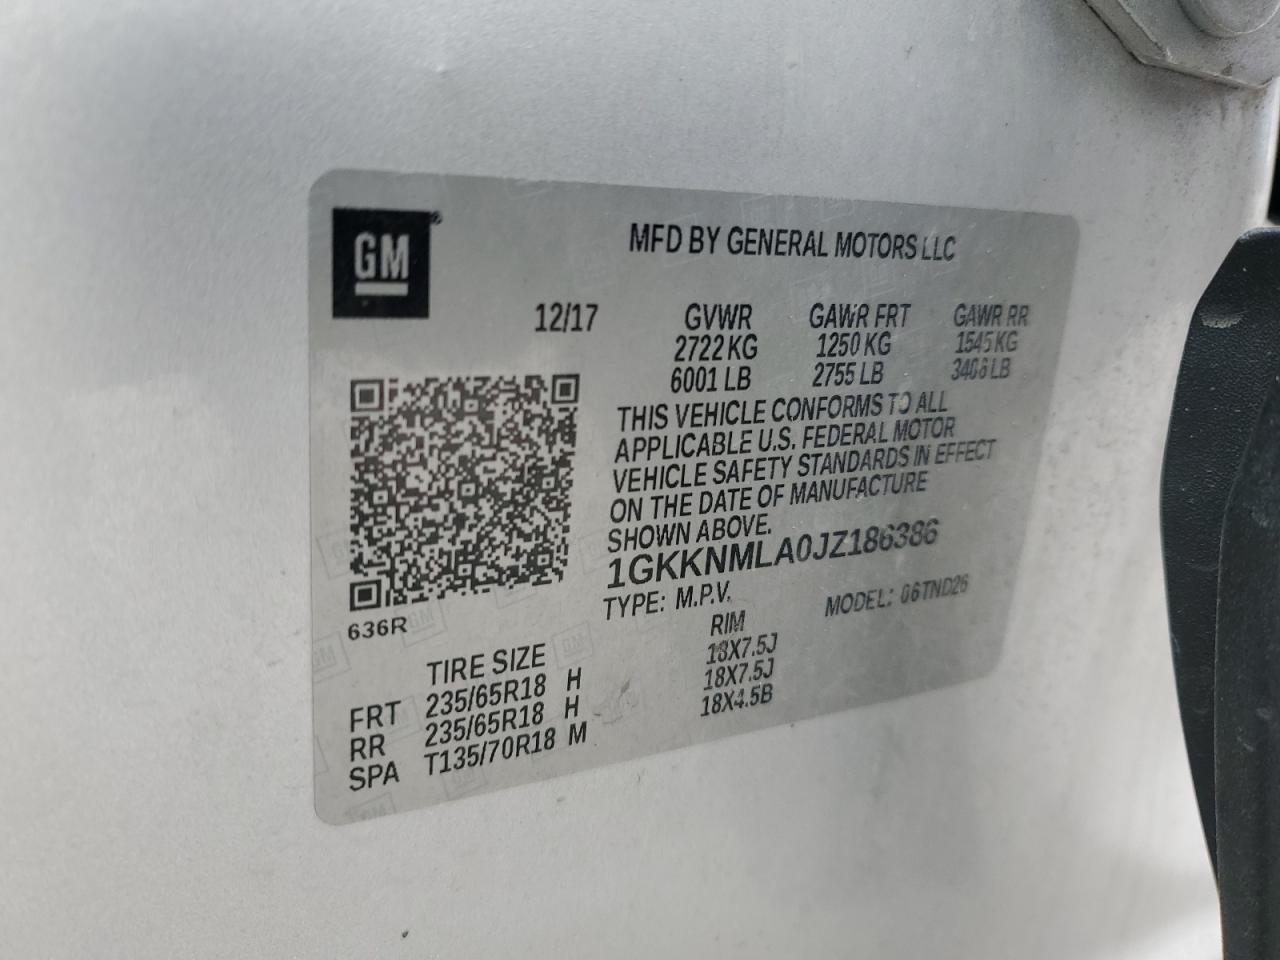 GM®
MFD BY GENERAL MOTORS LLC
12/17 GVWR GAWR FRT GAWR RR
2722 KG 1250 KG 1545 KG
6001 LB 2755 LB 3406 LB
THIS VEHICLE CONFORMS TO ALL
APPLICABLE U.S. FEDERAL MOTOR
VEHICLE SAFETY STANDARDS IN EFFECT
ON THE DATE OF MANUFACTURE
SHOWN ABOVE.
1GKKNMLA0JZ186386
TYPE: M.P.V. MODEL: 06TND26
636R
TIRE SIZE RIM
FRT 235/65R18 H 18X7.5J
RR 235/65R18 H 18X7.5J
SPA T135/70R18 M 18X4.5B